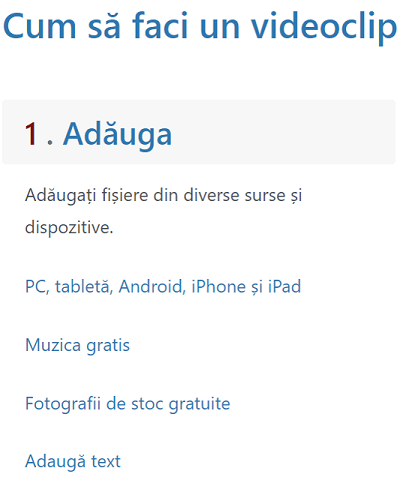 Cum să faci un videoclip
1 . Adăuga
Adăugați fișiere din diverse surse și
dispozitive.
PC, tabletă, Android, iPhone și iPad
Muzica gratis
Fotografii de stoc gratuite
Adaugă text